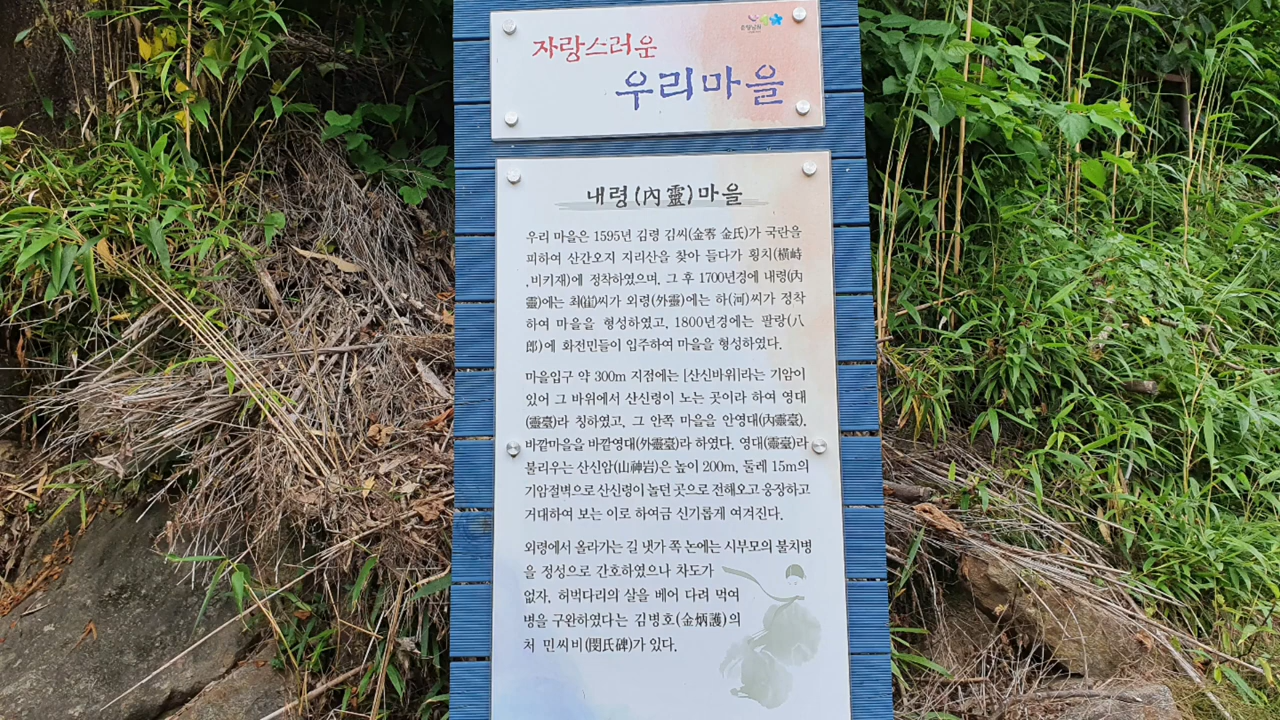 자랑스러운
우리마을
내령(內靈)마을
우리 마을은 1595년 김령 김씨(金寧 金氏)가 국란을
피하여 산간오지 지리산을 찾아 들다가 횡치(橫峙
,비키재)에 정착하였으며, 그 후 1700년경에 내령(內
靈)에는 최(崔)씨가 외령(外靈)에는 하(河)씨가 정착
하여 마을을 형성하였고, 1800년경에는 팔랑(八
郎)에 화전민들이 입주하여 마을을 형성하였다.
마을입구 약 300m 지점에는 [산신바위]라는 기암이
있어 그 바위에서 산신령이 노는 곳이라 하여 영대
(靈臺)라 칭하였고, 그 안쪽 마을을 안영대(內靈臺),
바깥마을을 바깥영대(外靈臺)라 하였다. 영대(靈臺)라
불리우는 산신암(山神岩)은 높이 200m, 둘레 15m의
기암절벽으로 산신령이 놀던 곳으로 전해오고 웅장하고
거대하여 보는 이로 하여금 신기롭게 여겨진다.
외령에서 올라가는 길 냇가 쪽 논에는 시부모의 불치병
을 정성으로 간호하였으나 차도가
없자, 허벅다리의 살을 베어 다려 먹여
병을 구완하였다는 김병호(金炳護)의
처 민씨비(閔氏碑)가 있다.